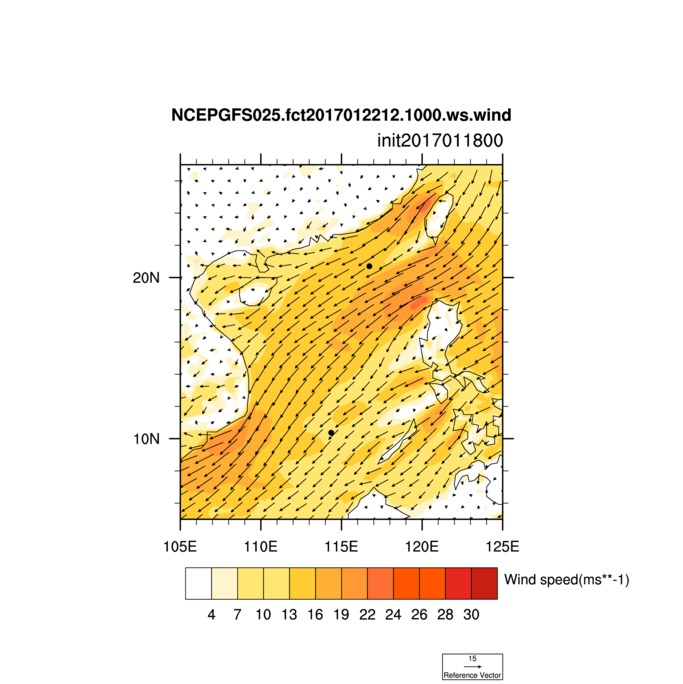 NCEPGFS025.fct2017012212.1000.ws.wind
init2017011800
20N
10N
105E 110E 115E 120E 125E
Wind speed(ms**-1)
4 7 10 13 16 19 22 24 26 28 30
15
Reference Vector